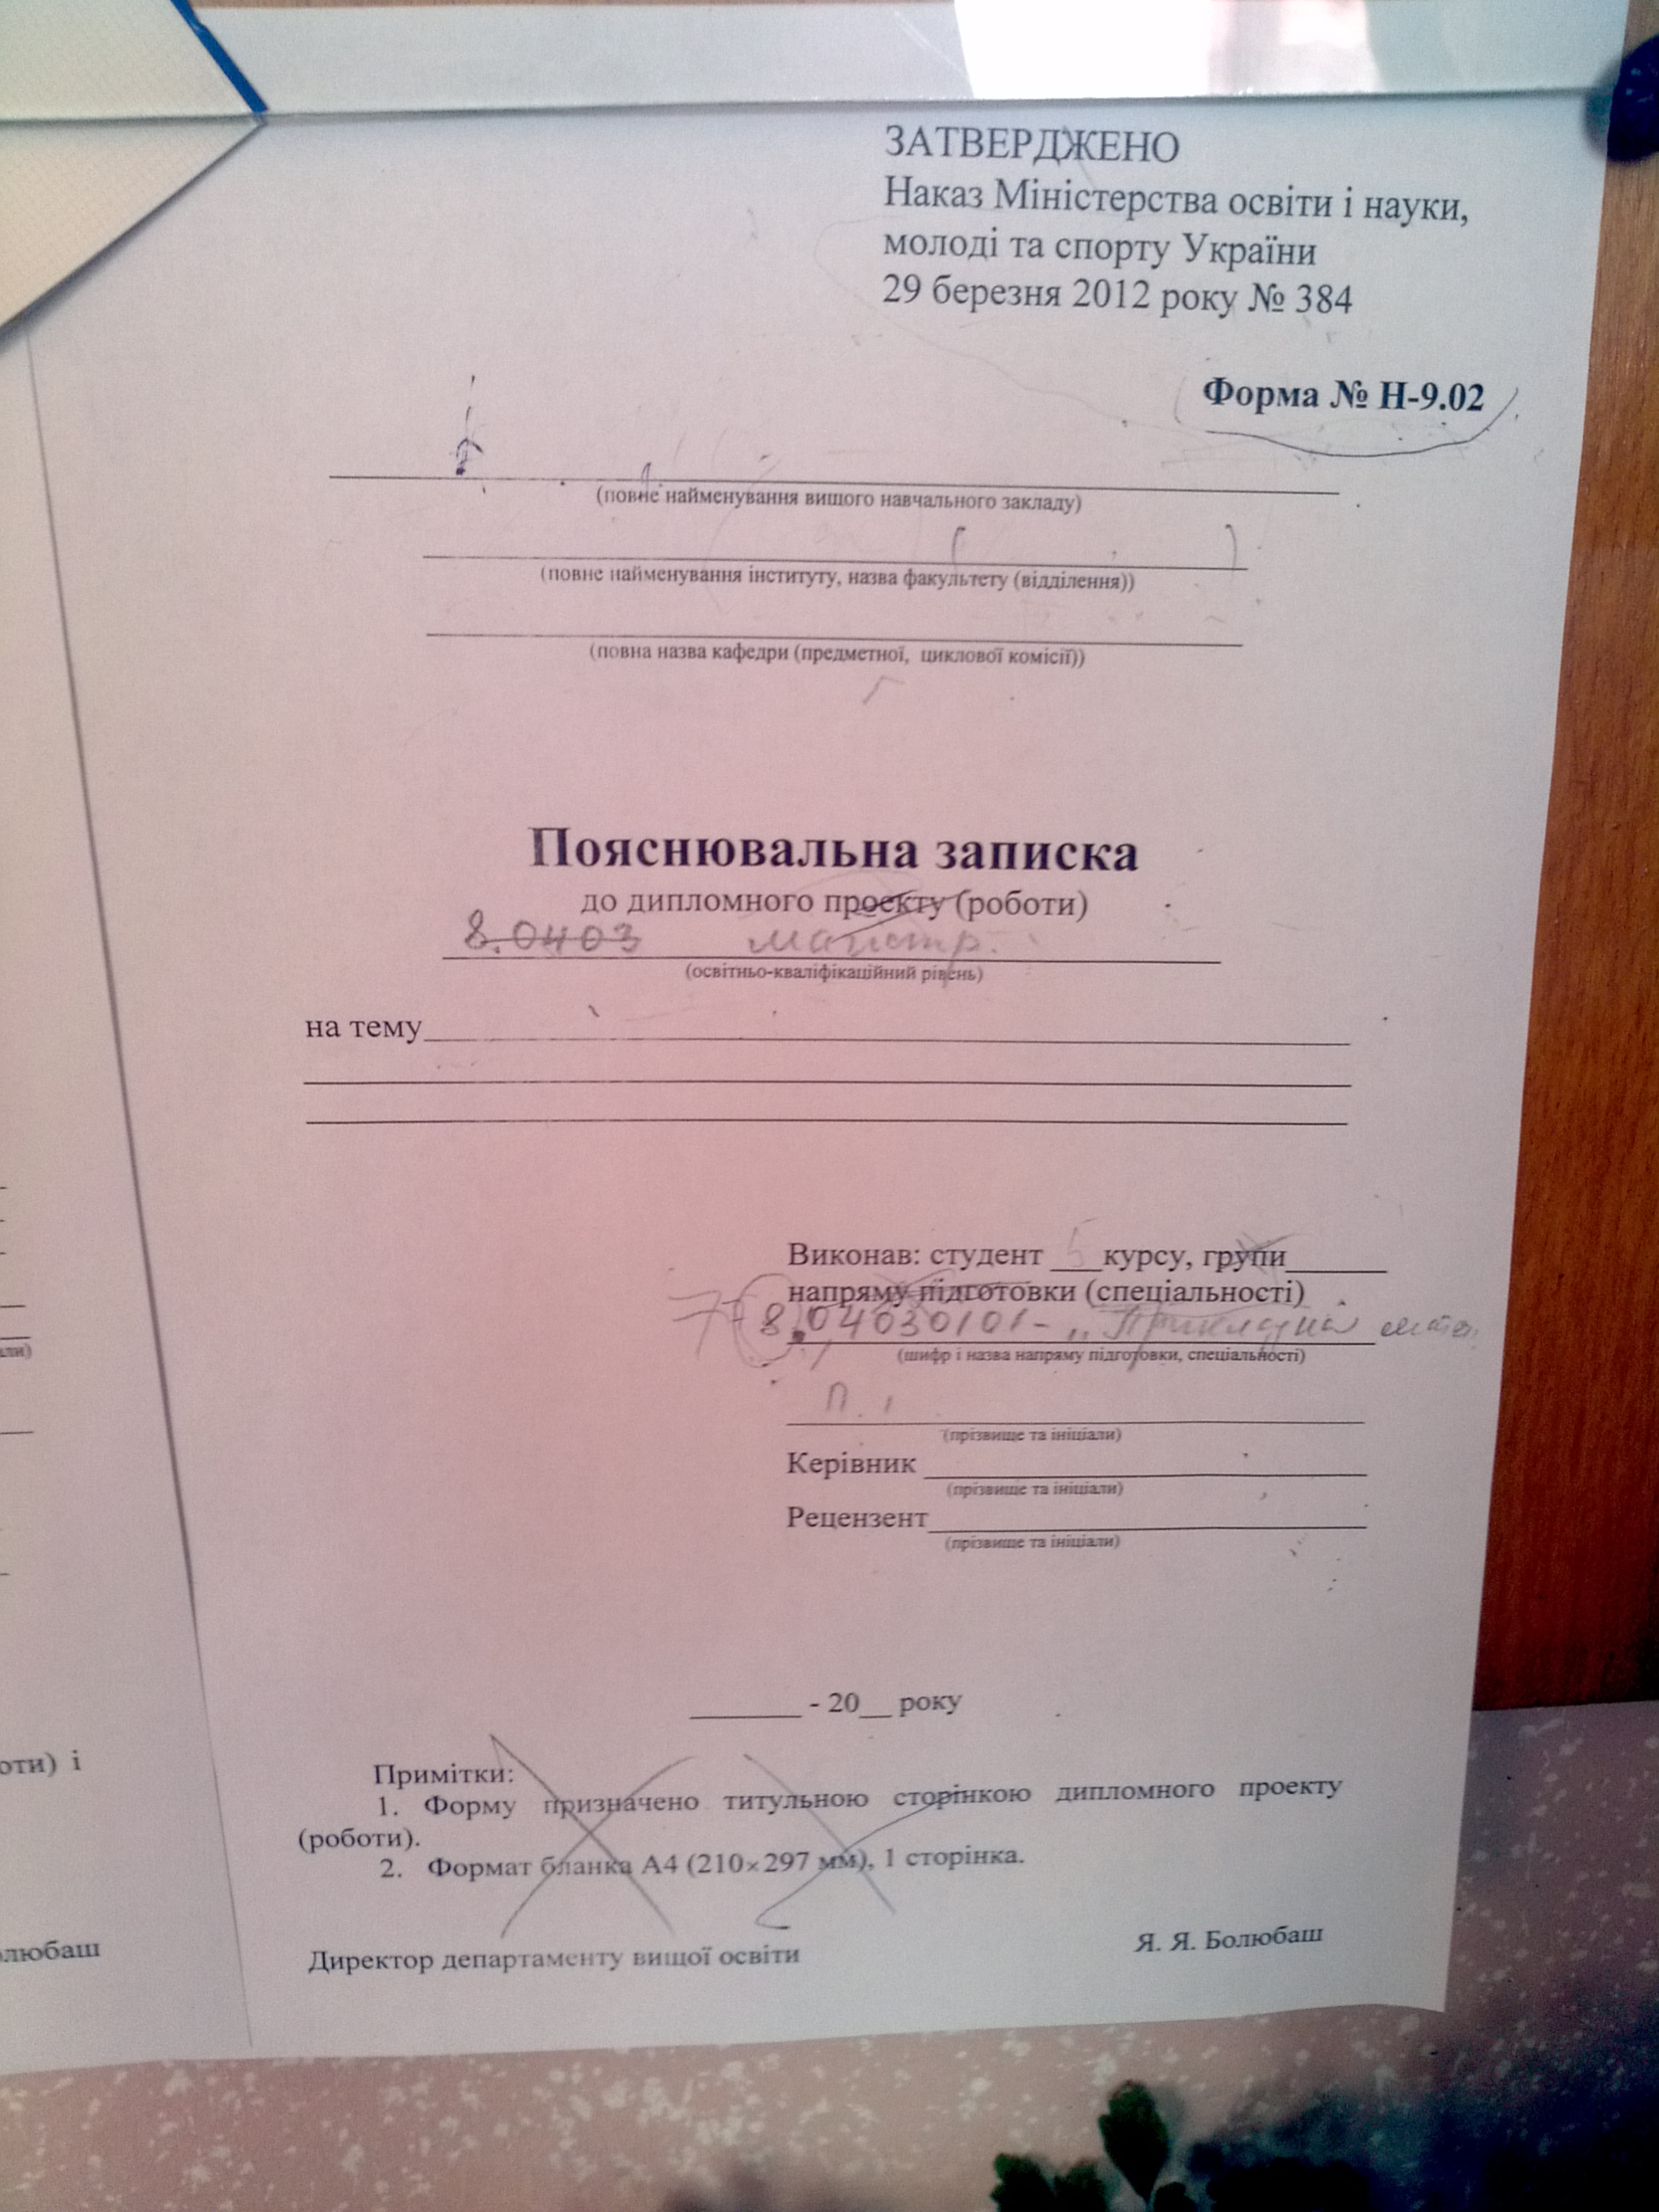 ЗАТВЕРДЖЕНО
Наказ Міністерства освіти і науки,
молоді та спорту України
29 березня 2012 року № 384
Форма № Н-9.02
(повне найменування вищого навчального закладу)
(повне найменування інституту, назва факультету (відділення))
(повна назва кафедри (предметної, циклової комісії))
Пояснювальна записка
до дипломного проекту (роботи)
8.0403 магістр.
(освітньо-кваліфікаційний рівень)
на тему
Виконав: студент 5 курсу, групи
напряму підготовки (спеціальності)
7 8.04030101 - „Прикладна
(шифр і назва напряму підготовки, спеціальності)
П. І
(прізвище та ініціали)
Керівник
(прізвище та ініціали)
Рецензент
(прізвище та ініціали)
- 20__ року
Примітки:
1. Форму призначено титульною сторінкою дипломного проекту
(роботи).
2. Формат бланка А4 (210×297 мм), 1 сторінка.
Директор департаменту вищої освіти Я. Я. Болюбаш
али)
оти) і
олюбаш